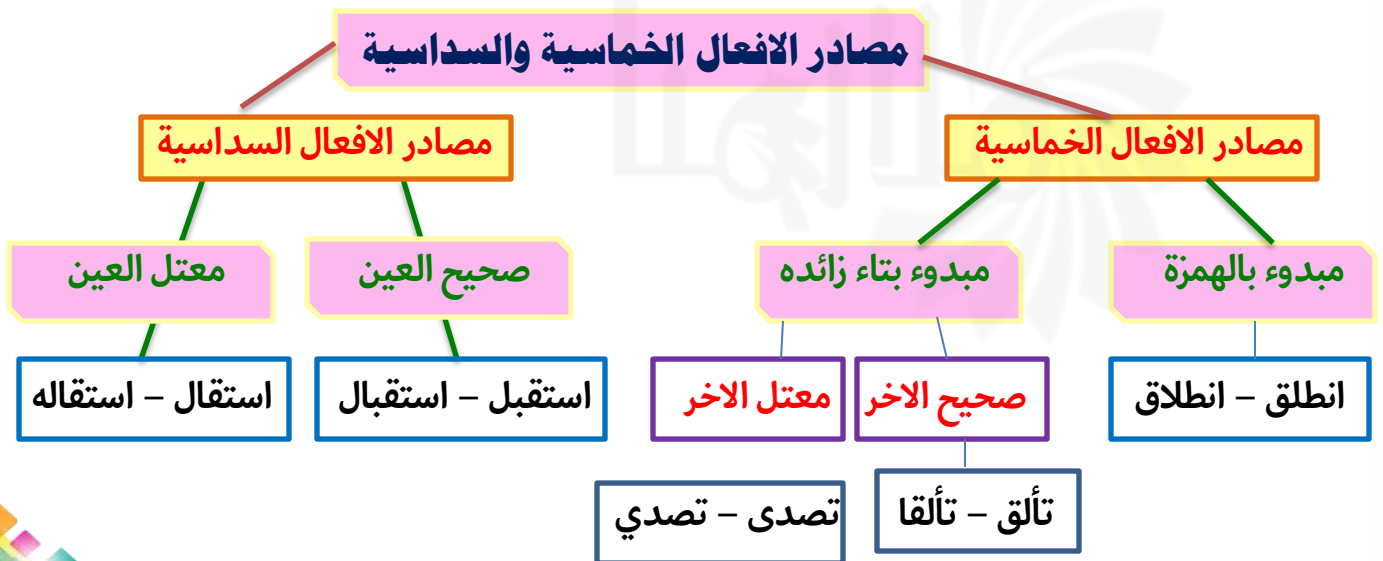 مصادر الافعال الخماسية والسداسية
مصادر الافعال الخماسية
مصادر الافعال السداسية
مبدوء بالهمزة
مبدوء بتاء زائده
صحيح العين
معتل العين
انطلق – انطلاق
صحيح الاخر
معتل الاخر
استقبل – استقبال
استقال – استقاله
تألق – تألقا
تصدى – تصدي